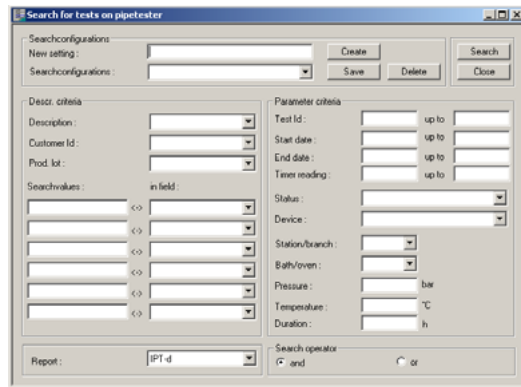 Search for tests on pipetester
Searchconfigurations
New setting :
Create
Search
Searchconfigurations :
Save
Delete
Close
Descr. criteria
Description :
Customer Id :
Prod. lot :
Searchvalues :
in field :
<->
<->
<->
<->
<->
<->
Parameter criteria
Test Id :
up to
Start date :
up to
End date :
up to
Timer reading :
up to
Status :
Device :
Station/branch :
Bath/oven :
Pressure :
bar
Temperature :
°C
Duration :
h
Report :
IPT-d
Search operator
and
or